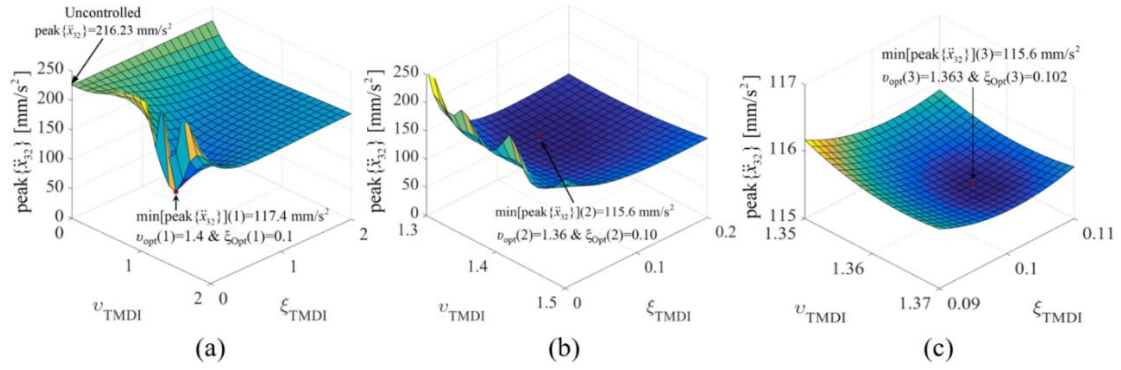 Uncontrolled
peak{ẍ₃₂}=216.23 mm/s²
peak{ẍ₃₂} [mm/s²]
250
200
150
100
50
0
min[peak{ẍ₃₂}](1)=117.4 mm/s²
υopt(1)=1.4 & ξOpt(1)=0.1
0
1
2
υTMDI
0
1
2
ξTMDI
(a)
peak{ẍ₃₂} [mm/s²]
250
200
150
100
50
0
min[peak{ẍ₃₂}](2)=115.6 mm/s²
υopt(2)=1.36 & ξOpt(2)=0.10
1.3
1.4
1.5
υTMDI
0
0.1
0.2
ξTMDI
(b)
min[peak{ẍ₃₂}](3)=115.6 mm/s²
υopt(3)=1.363 & ξOpt(3)=0.102
peak{ẍ₃₂} [mm/s²]
117
116
115
1.35
1.36
1.37
υTMDI
0.09
0.1
0.11
ξTMDI
(c)